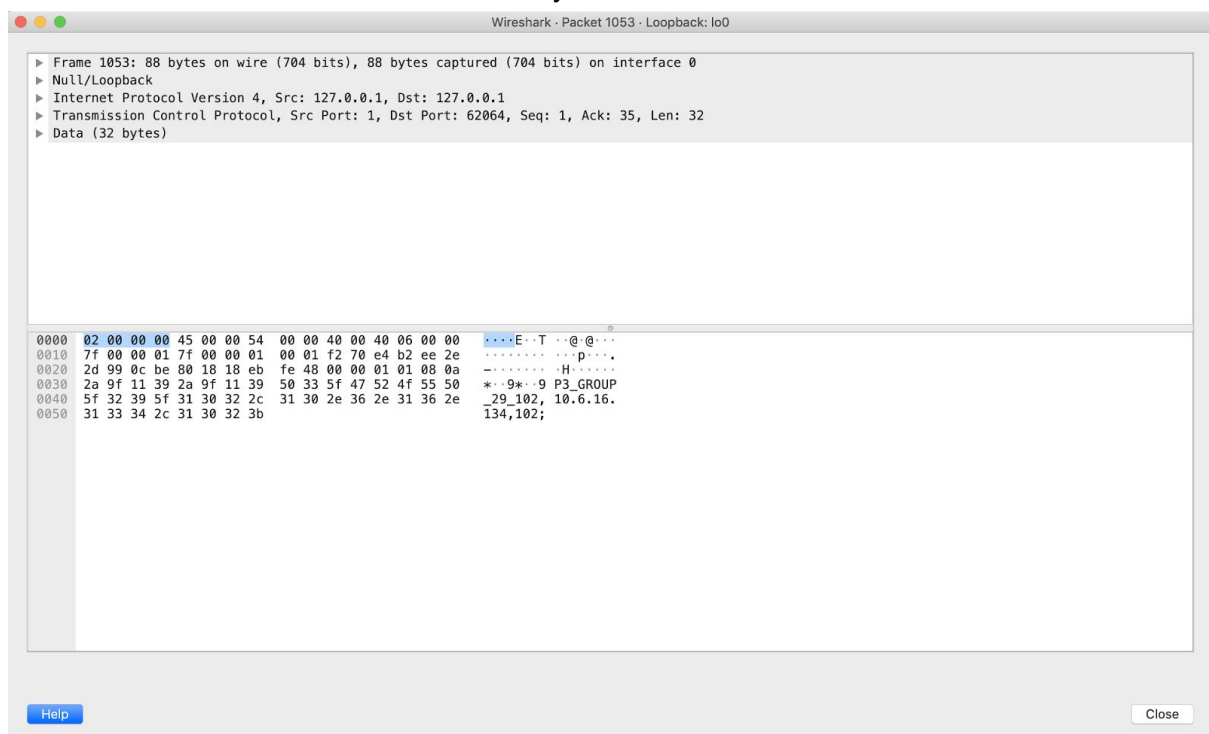 Wireshark · Packet 1053 · Loopback: lo0
Frame 1053: 88 bytes on wire (704 bits), 88 bytes captured (704 bits) on interface 0
Null/Loopback
Internet Protocol Version 4, Src: 127.0.0.1, Dst: 127.0.0.1
Transmission Control Protocol, Src Port: 1, Dst Port: 62064, Seq: 1, Ack: 35, Len: 32
Data (32 bytes)
0000 02 00 00 00 45 00 00 54 00 00 40 00 40 06 00 00 ····E··T ··@·@···
0010 7f 00 00 01 7f 00 00 01 00 01 f2 70 e4 b2 ee 2e ········ ···p···.
0020 2d 99 0c be 80 18 18 eb fe 48 00 00 01 01 08 0a -······· ·H······
0030 2a 9f 11 39 2a 9f 11 39 50 33 5f 47 52 4f 55 50 *··9*··9 P3_GROUP
0040 5f 32 39 5f 31 30 32 2c 31 30 2e 36 2e 31 36 2e _29_102, 10.6.16.
0050 31 33 34 2c 31 30 32 3b 134,102;
Help
Close